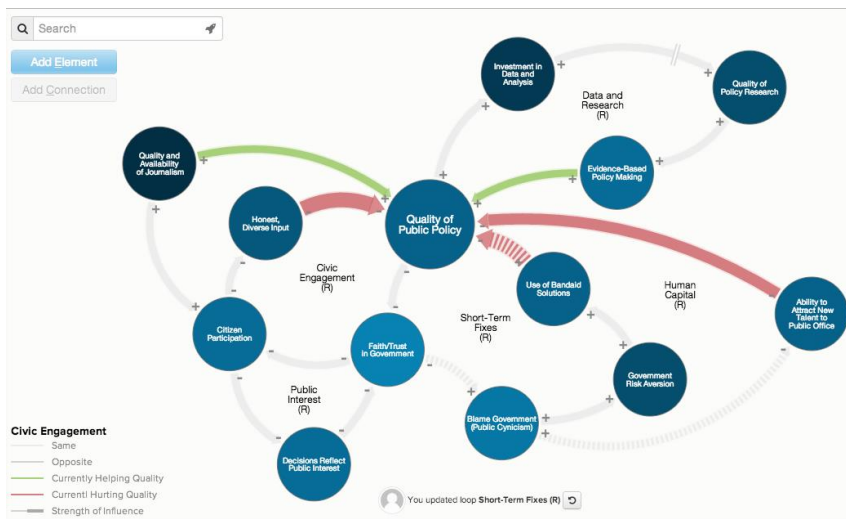 Search
Add Element
Add Connection
Investment in
Data and
Analysis
Quality of
Policy Research
Data and
Research
(R)
Quality and
Availability
of Journalism
Evidence-Based
Policy Making
Honest,
Diverse Input
Quality of
Public Policy
Civic
Engagement
(R)
Use of Bandaid
Solutions
Human
Capital
(R)
Ability to
Attract New
Talent to
Public Office
Short-Term
Fixes
(R)
Citizen
Participation
Faith/Trust
in Government
Government
Risk Aversion
Public
Interest
(R)
Blame Government
(Public Cynicism)
Decisions Reflect
Public Interest
Civic Engagement
Same
Opposite
Currently Helping Quality
Currentl Hurting Quality
Strength of Influence
You updated loop Short-Term Fixes (R)